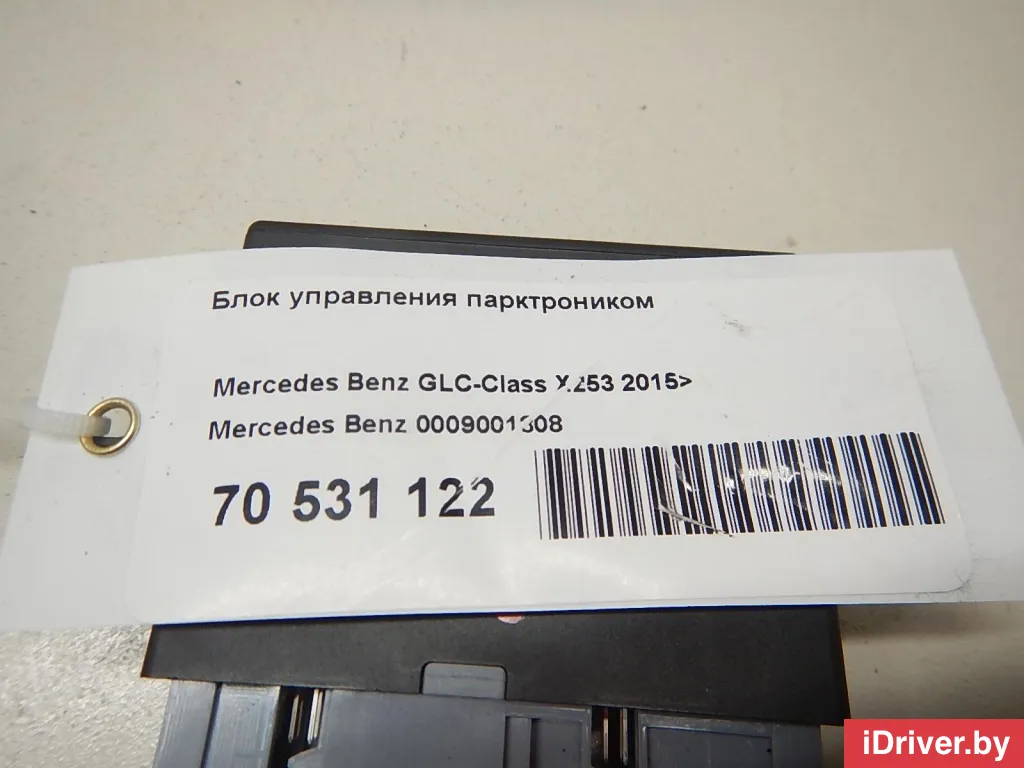 Блок управления парктроником
Mercedes Benz GLC-Class X253 2015>
Mercedes Benz 0009001308
70 531 122
iDriver.by